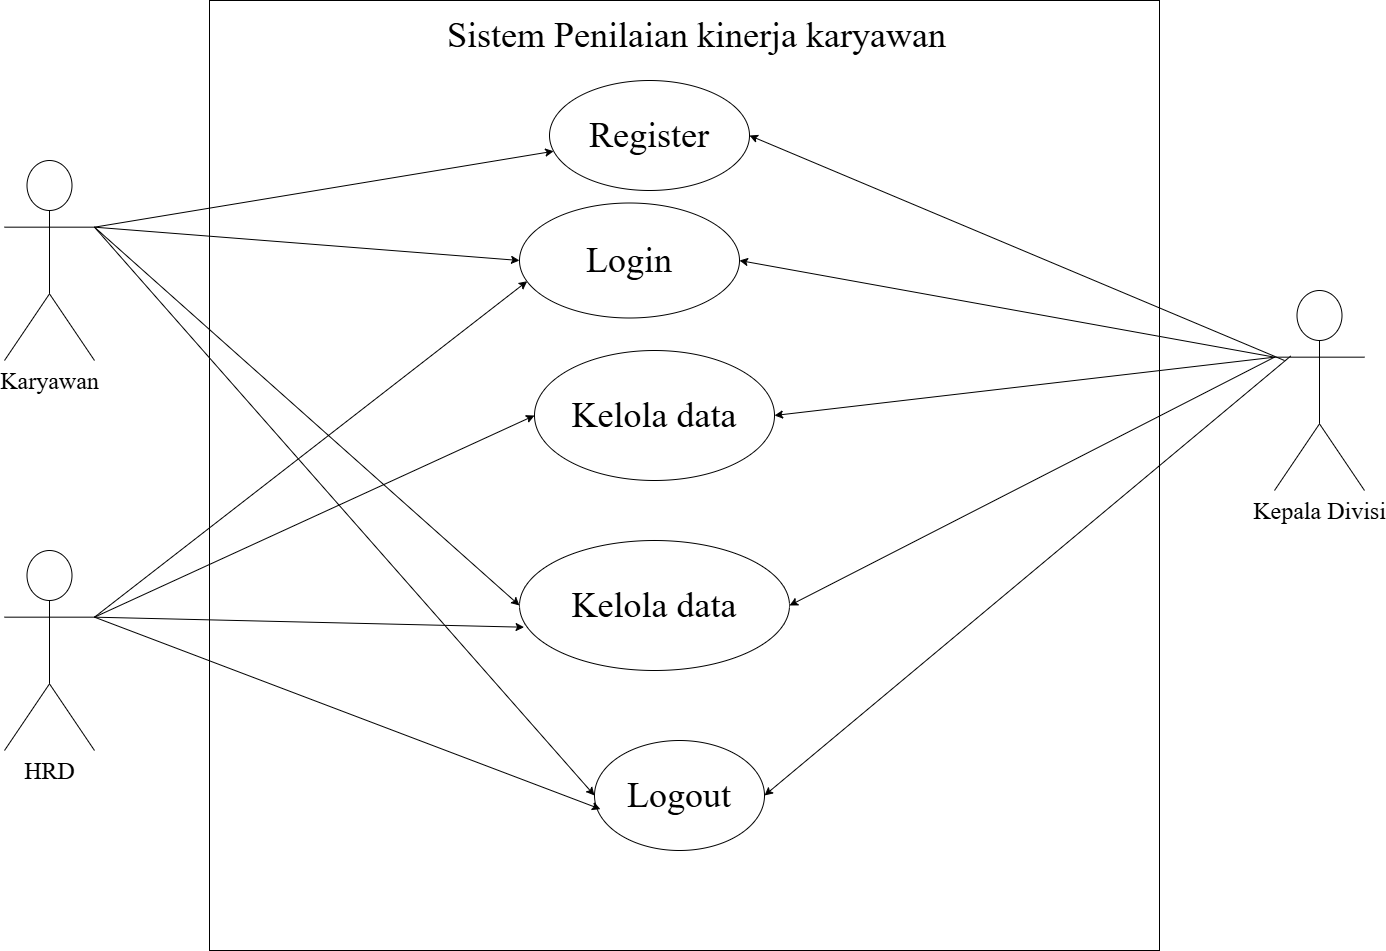 Sistem Penilaian kinerja karyawan
Register
Login
Karyawan
Kelola data
Kepala Divisi
Kelola data
HRD
Logout